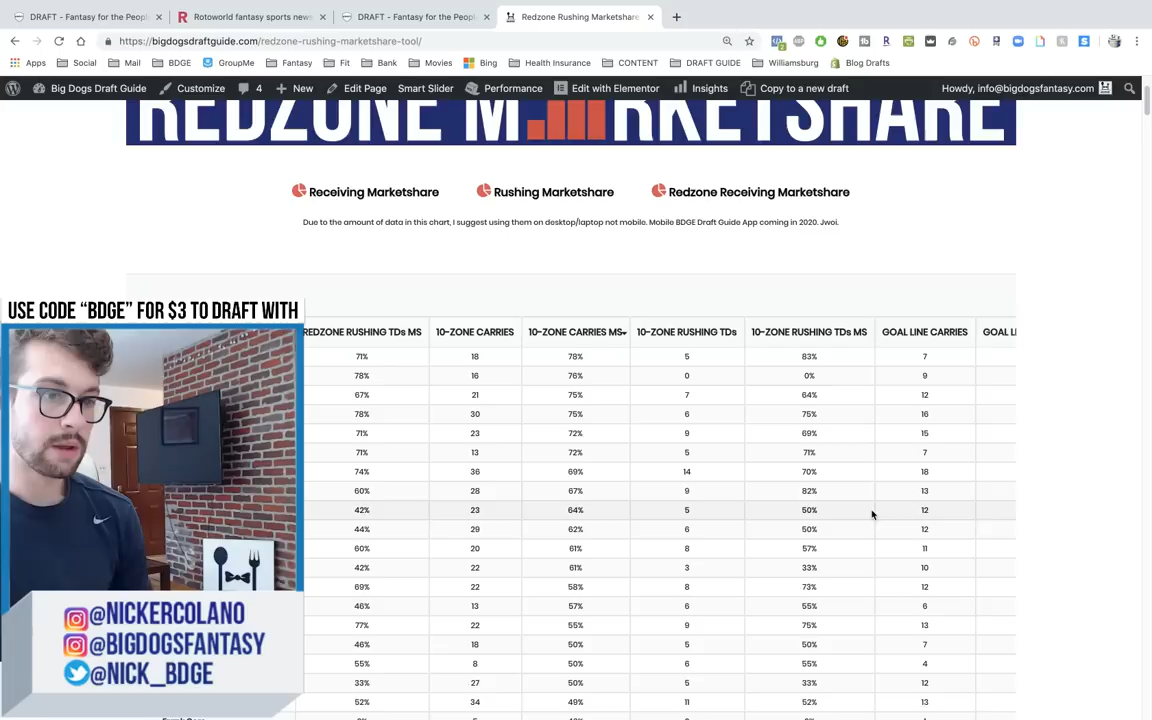 DRAFT - Fantasy for the Peopl
Rotoworld fantasy sports news
DRAFT - Fantasy for the Peopl
Redzone Rushing Marketshare
https://bigdogsdraftguide.com/redzone-rushing-marketshare-tool/
Apps Social Mail BDGE GroupMe Fantasy Fit Bank Movies Bing Health Insurance CONTENT DRAFT GUIDE Williamsburg Blog Drafts
Big Dogs Draft Guide Customize 4 New Edit Page Smart Slider Performance Edit with Elementor Insights Copy to a new draft Howdy, info@bigdogsfantasy.com
REDZONE M RKETSHARE
Receiving Marketshare Rushing Marketshare Redzone Receiving Marketshare
Due to the amount of data in this chart, I suggest using them on desktop/laptop not mobile. Mobile BDGE Draft Guide App coming in 2020. Jwoi.
USE CODE "BDGE" FOR $3 TO DRAFT WITH
REDZONE RUSHING TDs MS 10-ZONE CARRIES 10-ZONE CARRIES MS 10-ZONE RUSHING TDs 10-ZONE RUSHING TDs MS GOAL LINE CARRIES GOAL LI
71% 18 78% 5 83% 7
78% 16 76% 0 0% 9
67% 21 75% 7 64% 12
78% 30 75% 6 75% 16
71% 23 72% 9 69% 15
71% 13 72% 5 71% 7
74% 36 69% 14 70% 18
60% 28 67% 9 82% 13
42% 23 64% 5 50% 12
44% 29 62% 6 50% 12
60% 20 61% 8 57% 11
42% 22 61% 3 33% 10
69% 22 58% 8 73% 12
46% 13 57% 6 55% 6
77% 22 55% 9 75% 13
46% 18 50% 5 50% 7
55% 8 50% 6 55% 4
33% 27 50% 5 33% 12
52% 34 49% 11 52% 13
@NICKERCOLANO
@BIGDOGSFANTASY
@NICK_BDGE